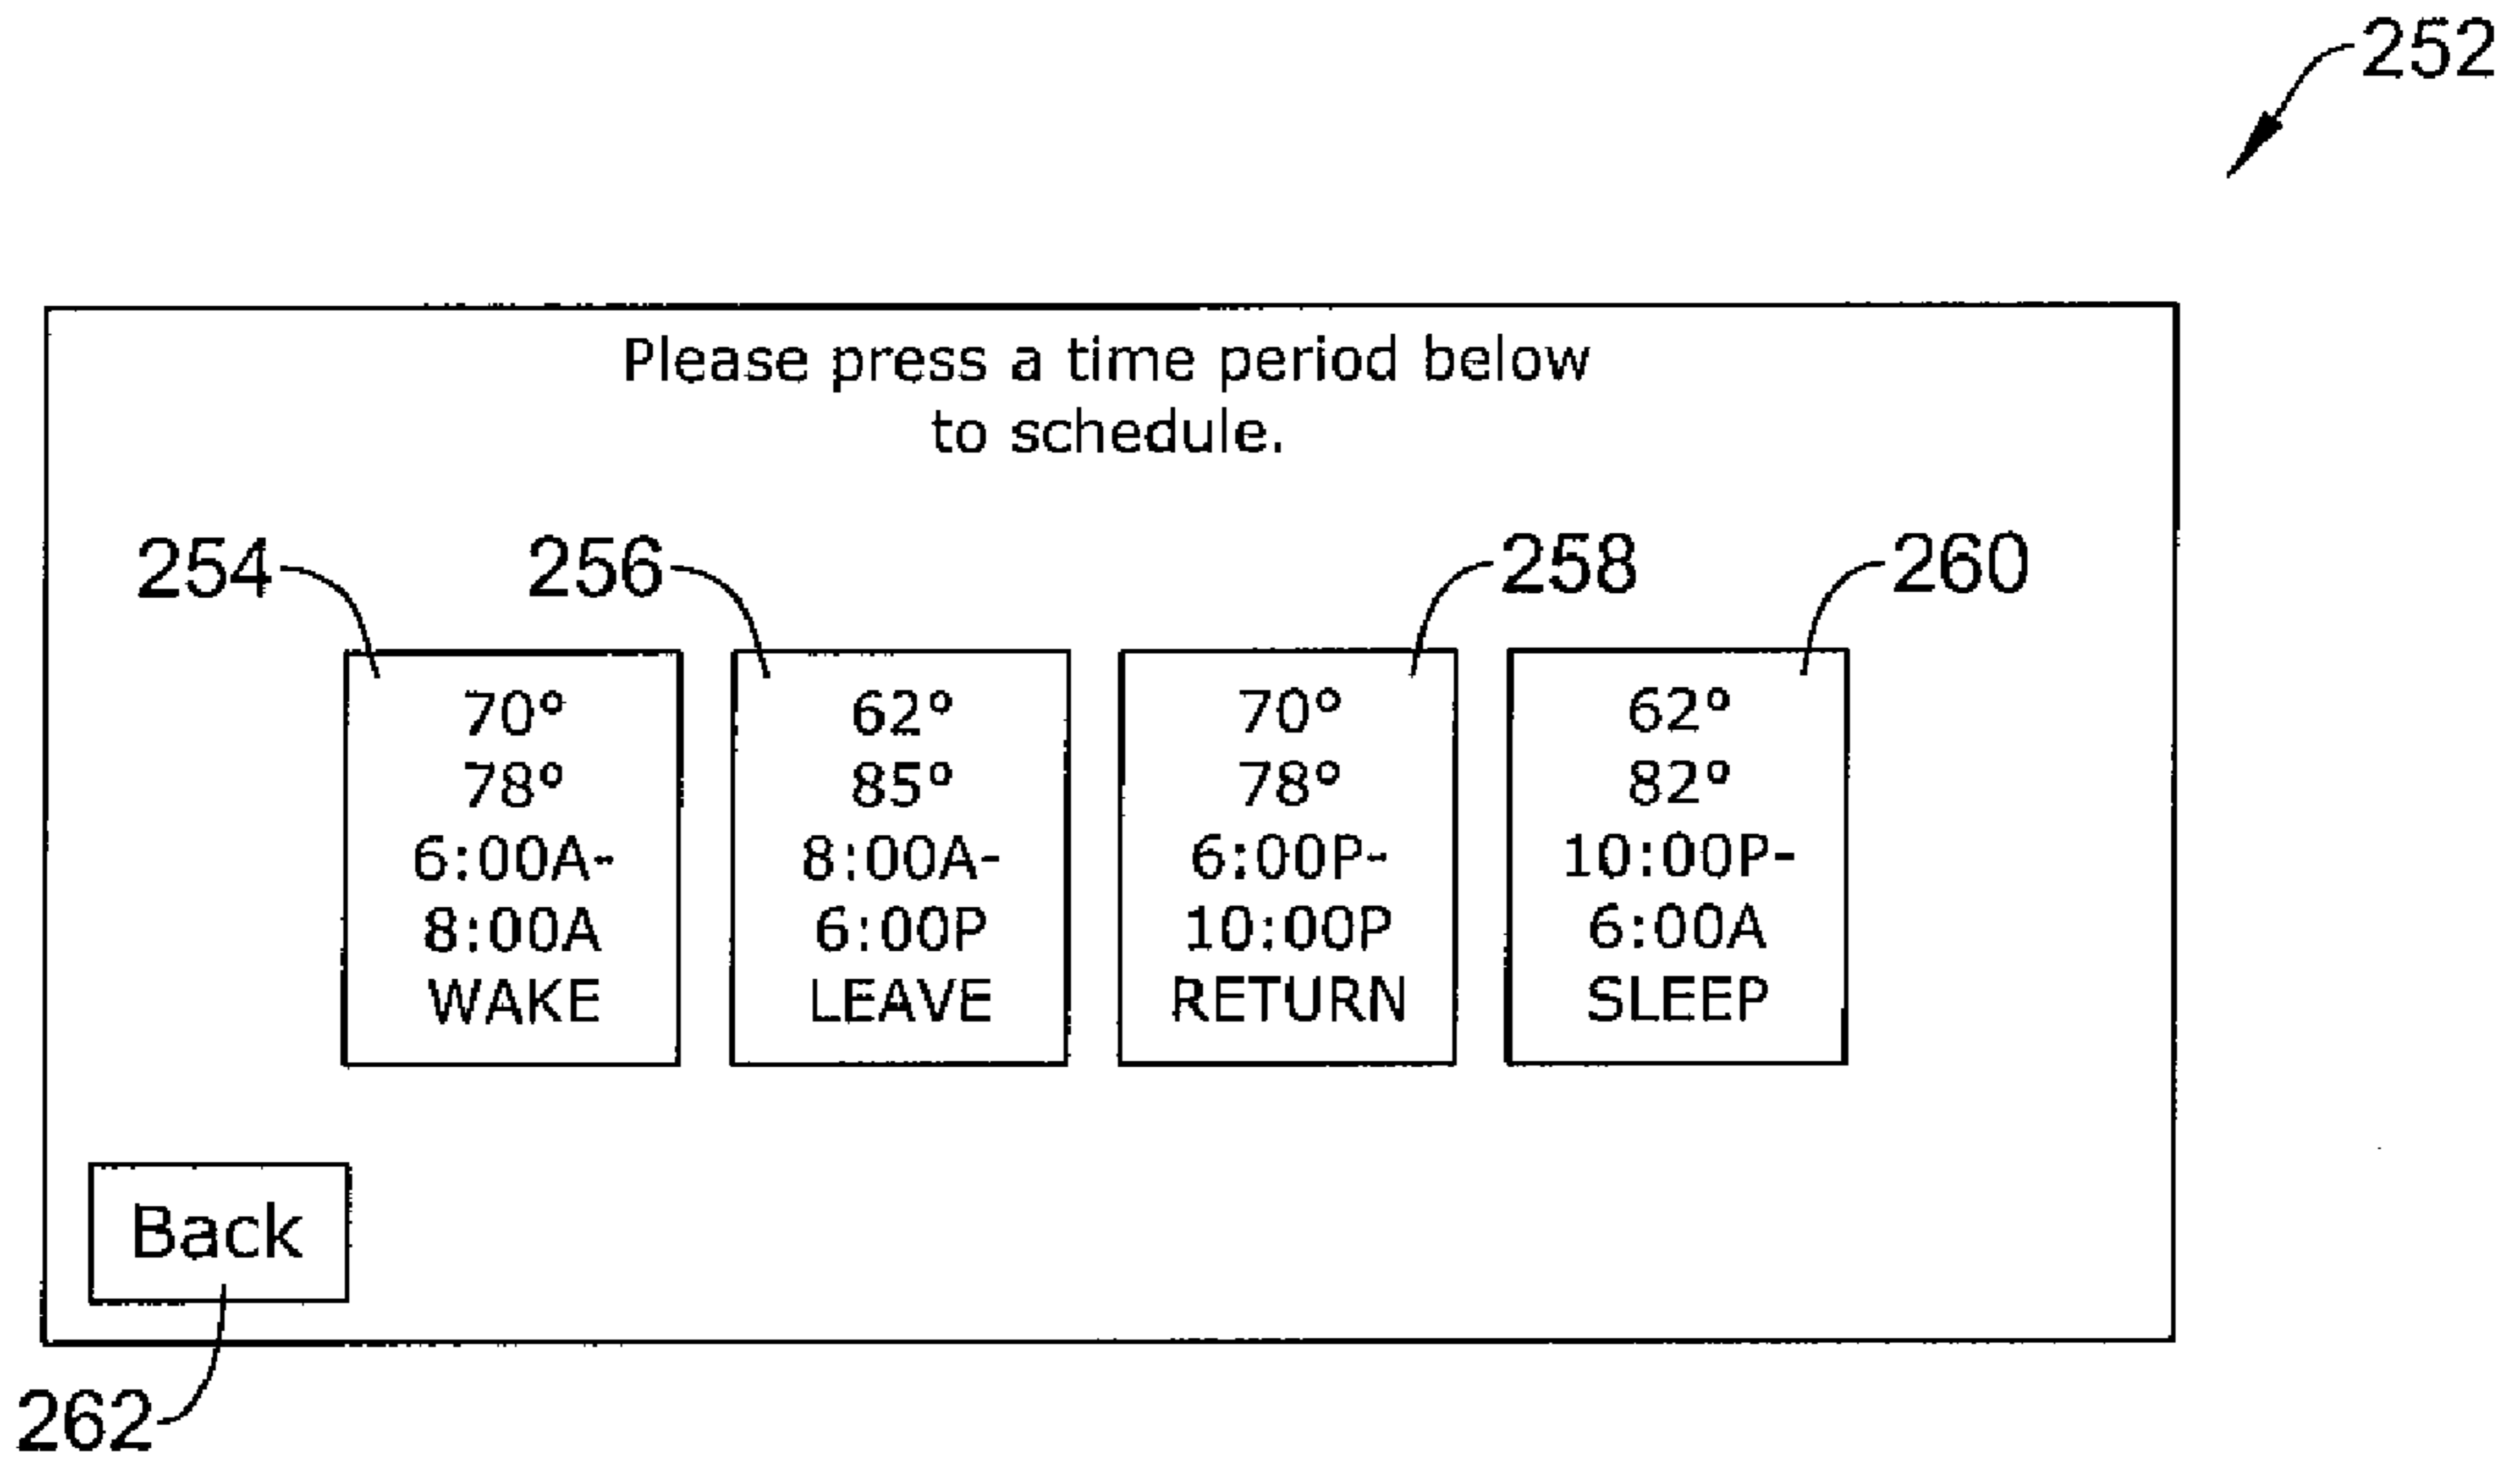 252
Please press a time period below
to schedule.
254
256
258
260
70°
78°
6:00A-
8:00A
WAKE
62°
85°
8:00A-
6:00P
LEAVE
70°
78°
6:00P-
10:00P
RETURN
62°
82°
10:00P-
6:00A
SLEEP
Back
262